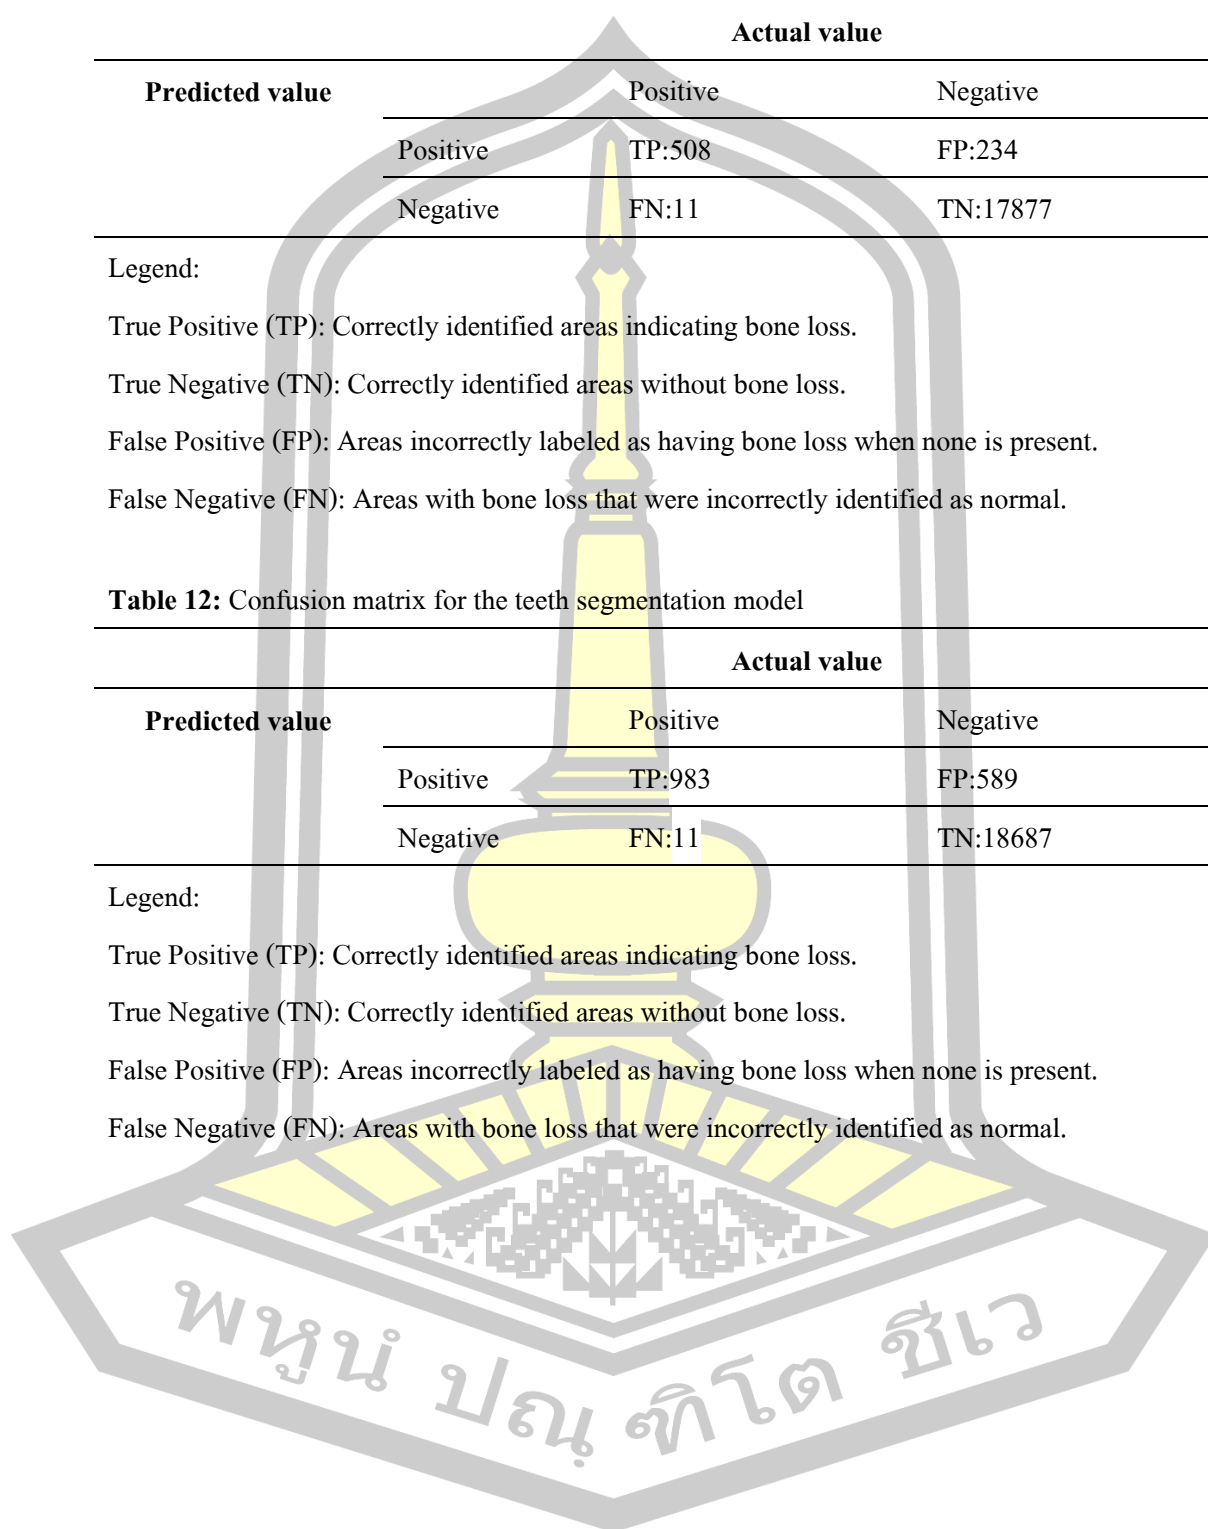 Actual value
Predicted value Positive Negative
Positive TP:508 FP:234
Negative FN:11 TN:17877
Legend:
True Positive (TP): Correctly identified areas indicating bone loss.
True Negative (TN): Correctly identified areas without bone loss.
False Positive (FP): Areas incorrectly labeled as having bone loss when none is present.
False Negative (FN): Areas with bone loss that were incorrectly identified as normal.
Table 12: Confusion matrix for the teeth segmentation model
Actual value
Predicted value Positive Negative
Positive TP:983 FP:589
Negative FN:11 TN:18687
Legend:
True Positive (TP): Correctly identified areas indicating bone loss.
True Negative (TN): Correctly identified areas without bone loss.
False Positive (FP): Areas incorrectly labeled as having bone loss when none is present.
False Negative (FN): Areas with bone loss that were incorrectly identified as normal.
พหูนํ ปณฺ ฑิโต ชีเว